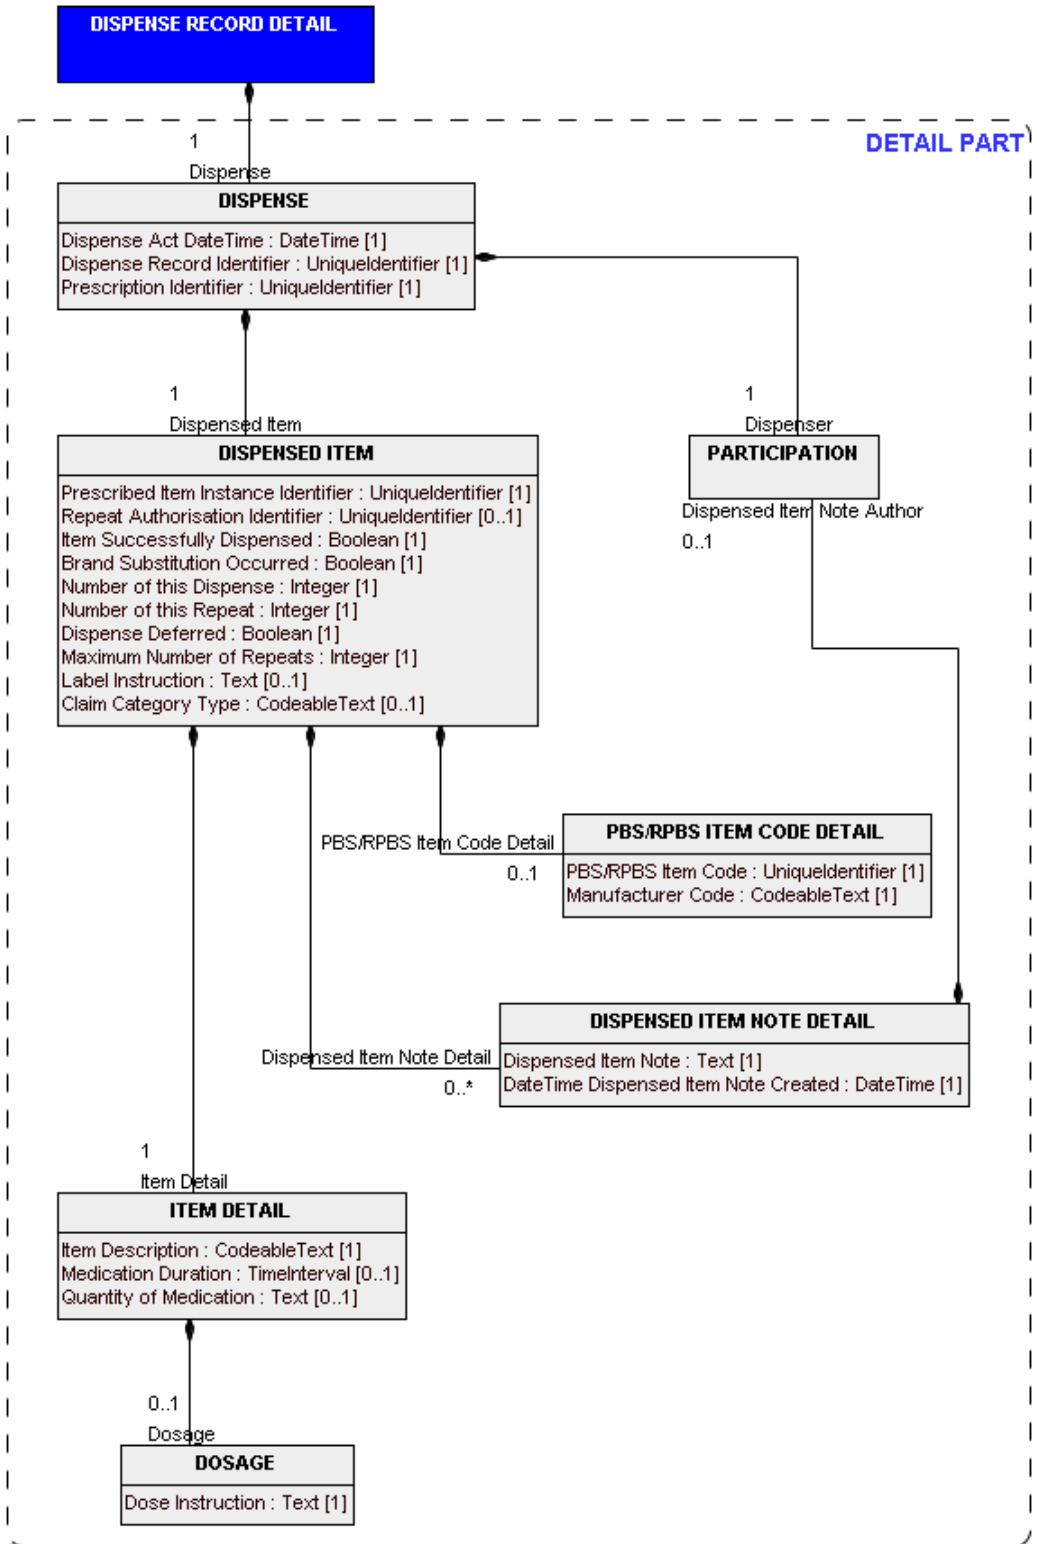 DISPENSE RECORD DETAIL
DETAIL PART
1
Dispense
DISPENSE
Dispense Act DateTime : DateTime [1]
Dispense Record Identifier : UniqueIdentifier [1]
Prescription Identifier : UniqueIdentifier [1]
1
Dispensed Item
1
Dispenser
DISPENSED ITEM
Prescribed Item Instance Identifier : UniqueIdentifier [1]
Repeat Authorisation Identifier : UniqueIdentifier [0..1]
Item Successfully Dispensed : Boolean [1]
Brand Substitution Occurred : Boolean [1]
Number of this Dispense : Integer [1]
Number of this Repeat : Integer [1]
Dispense Deferred : Boolean [1]
Maximum Number of Repeats : Integer [1]
Label Instruction : Text [0..1]
Claim Category Type : CodeableText [0..1]
PARTICIPATION
Dispensed Item Note Author
0..1
PBS/RPBS Item Code Detail
0..1
PBS/RPBS ITEM CODE DETAIL
PBS/RPBS Item Code : UniqueIdentifier [1]
Manufacturer Code : CodeableText [1]
Dispensed Item Note Detail
0..*
DISPENSED ITEM NOTE DETAIL
Dispensed Item Note : Text [1]
DateTime Dispensed Item Note Created : DateTime [1]
1
Item Detail
ITEM DETAIL
Item Description : CodeableText [1]
Medication Duration : TimeInterval [0..1]
Quantity of Medication : Text [0..1]
0..1
Dosage
DOSAGE
Dose Instruction : Text [1]